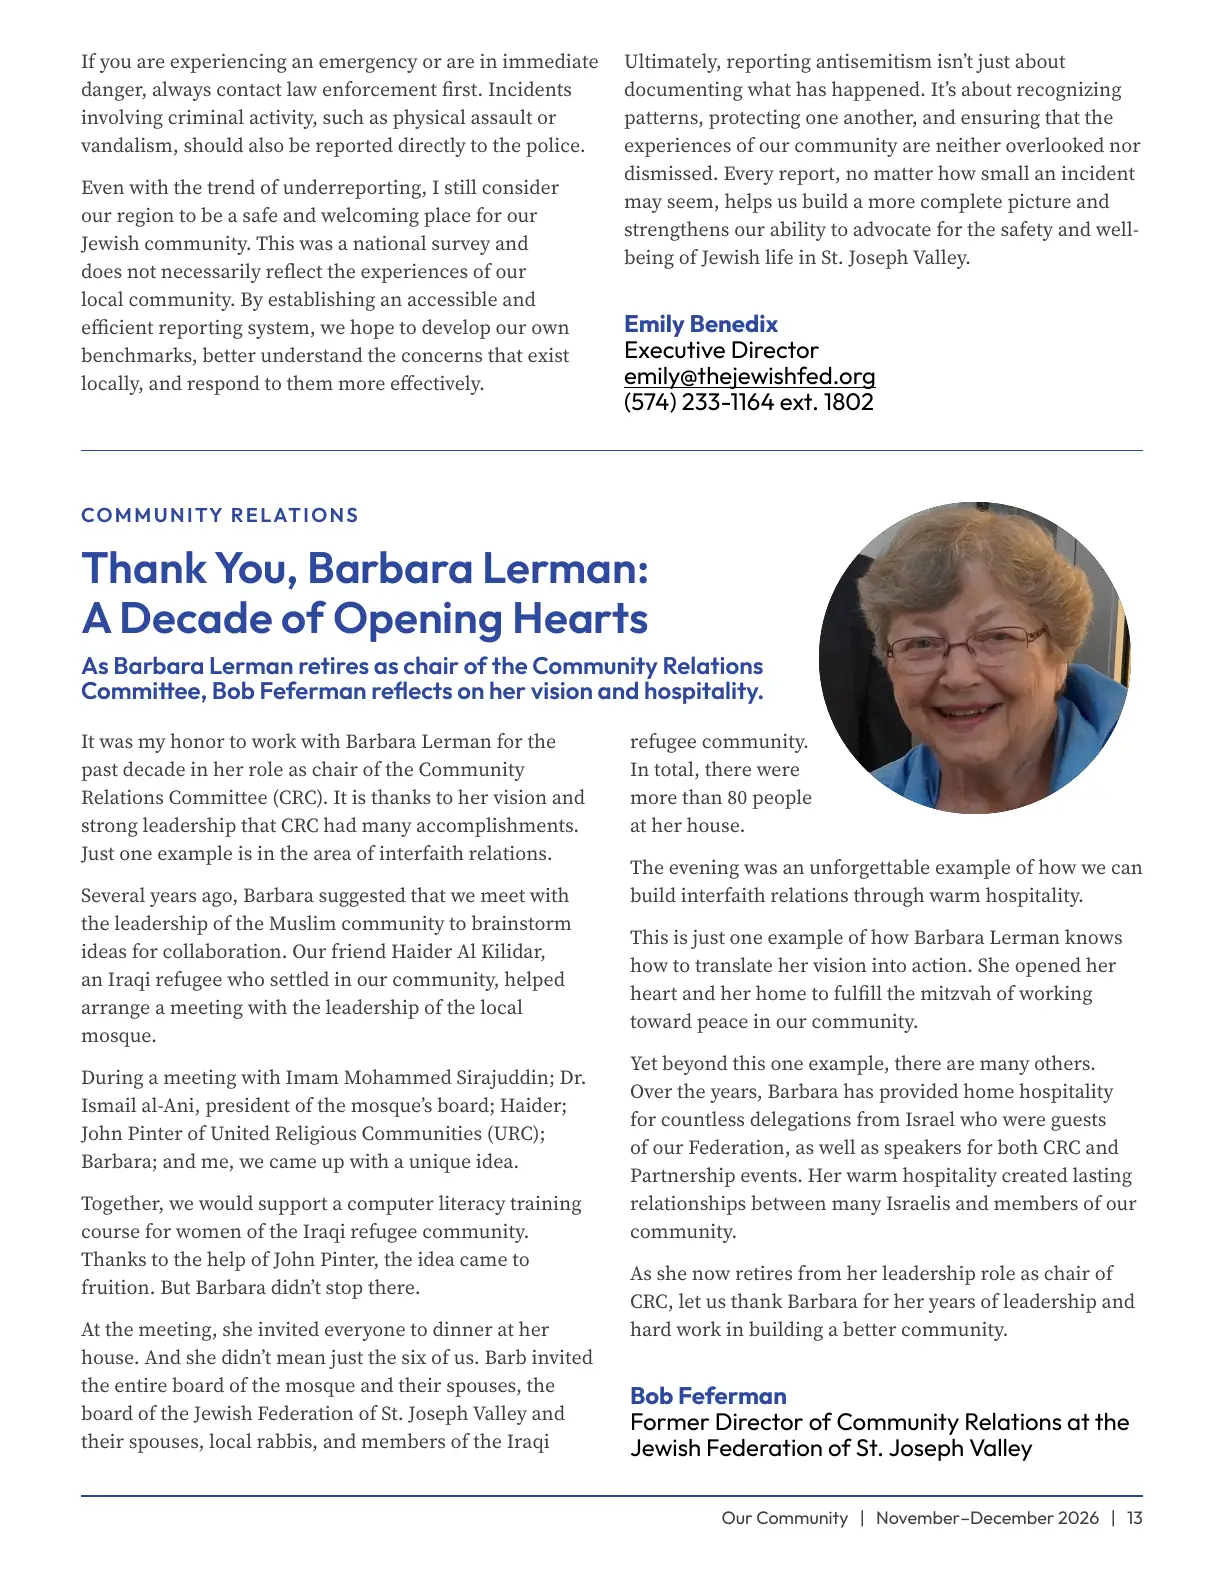 If you are experiencing an emergency or are in immediate
danger, always contact law enforcement first. Incidents
involving criminal activity, such as physical assault or
vandalism, should also be reported directly to the police.
Even with the trend of underreporting, I still consider
our region to be a safe and welcoming place for our
Jewish community. This was a national survey and
does not necessarily reflect the experiences of our
local community. By establishing an accessible and
efficient reporting system, we hope to develop our own
benchmarks, better understand the concerns that exist
locally, and respond to them more effectively.
Ultimately, reporting antisemitism isn’t just about
documenting what has happened. It’s about recognizing
patterns, protecting one another, and ensuring that the
experiences of our community are neither overlooked nor
dismissed. Every report, no matter how small an incident
may seem, helps us build a more complete picture and
strengthens our ability to advocate for the safety and well-
being of Jewish life in St. Joseph Valley.
Emily Benedix
Executive Director
emily@thejewishfed.org
(574) 233-1164 ext. 1802
COMMUNITY RELATIONS
Thank You, Barbara Lerman:
A Decade of Opening Hearts
As Barbara Lerman retires as chair of the Community Relations
Committee, Bob Feferman reflects on her vision and hospitality.
It was my honor to work with Barbara Lerman for the
past decade in her role as chair of the Community
Relations Committee (CRC). It is thanks to her vision and
strong leadership that CRC had many accomplishments.
Just one example is in the area of interfaith relations.
Several years ago, Barbara suggested that we meet with
the leadership of the Muslim community to brainstorm
ideas for collaboration. Our friend Haider Al Kilidar,
an Iraqi refugee who settled in our community, helped
arrange a meeting with the leadership of the local
mosque.
During a meeting with Imam Mohammed Sirajuddin; Dr.
Ismail al-Ani, president of the mosque’s board; Haider;
John Pinter of United Religious Communities (URC);
Barbara; and me, we came up with a unique idea.
Together, we would support a computer literacy training
course for women of the Iraqi refugee community.
Thanks to the help of John Pinter, the idea came to
fruition. But Barbara didn’t stop there.
At the meeting, she invited everyone to dinner at her
house. And she didn’t mean just the six of us. Barb invited
the entire board of the mosque and their spouses, the
board of the Jewish Federation of St. Joseph Valley and
their spouses, local rabbis, and members of the Iraqi
refugee community.
In total, there were
more than 80 people
at her house.
The evening was an unforgettable example of how we can
build interfaith relations through warm hospitality.
This is just one example of how Barbara Lerman knows
how to translate her vision into action. She opened her
heart and her home to fulfill the mitzvah of working
toward peace in our community.
Yet beyond this one example, there are many others.
Over the years, Barbara has provided home hospitality
for countless delegations from Israel who were guests
of our Federation, as well as speakers for both CRC and
Partnership events. Her warm hospitality created lasting
relationships between many Israelis and members of our
community.
As she now retires from her leadership role as chair of
CRC, let us thank Barbara for her years of leadership and
hard work in building a better community.
Bob Feferman
Former Director of Community Relations at the
Jewish Federation of St. Joseph Valley
Our Community | November–December 2026 | 13